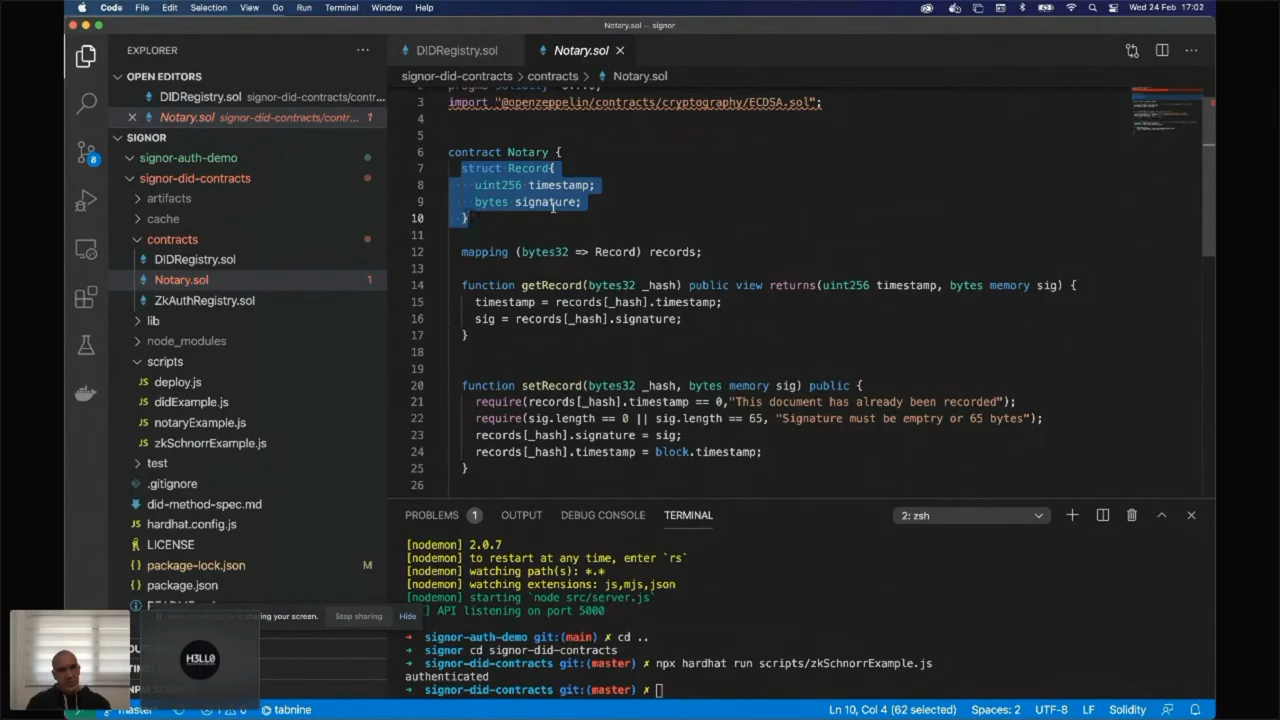 Code File Edit Selection View Go Run Terminal Window Help Wed 24 Feb 17:02
Notary.sol — signor
EXPLORER
OPEN EDITORS
DIDRegistry.sol signor-did-contracts/contr...
Notary.sol signor-did-contracts/contr... 1
SIGNOR
signor-auth-demo
signor-did-contracts
artifacts
cache
contracts
DIDRegistry.sol
Notary.sol 1
ZkAuthRegistry.sol
lib
node_modules
scripts
deploy.js
didExample.js
notaryExample.js
zkSchnorrExample.js
test
.gitignore
did-method-spec.md
hardhat.config.js
LICENSE
package-lock.json M
package.json
8
DIDRegistry.sol Notary.sol
signor-did-contracts > contracts > Notary.sol
2 pragma solidity
3 import "@openzeppelin/contracts/cryptography/ECDSA.sol";
4
5
6 contract Notary {
7 struct Record{
8 uint256 timestamp;
9 bytes signature;
10 }
11
12 mapping (bytes32 => Record) records;
13
14 function getRecord(bytes32 _hash) public view returns(uint256 timestamp, bytes memory sig) {
15 timestamp = records[_hash].timestamp;
16 sig = records[_hash].signature;
17 }
18
19
20 function setRecord(bytes32 _hash, bytes memory sig) public {
21 require(records[_hash].timestamp == 0,"This document has already been recorded");
22 require(sig.length == 0 || sig.length == 65, "Signature must be emptry or 65 bytes");
23 records[_hash].signature = sig;
24 records[_hash].timestamp = block.timestamp;
25 }
26
PROBLEMS 1 OUTPUT DEBUG CONSOLE TERMINAL 2: zsh
[nodemon] 2.0.7
[nodemon] to restart at any time, enter `rs`
[nodemon] watching path(s): *.*
[nodemon] watching extensions: js,mjs,json
[nodemon] starting `node src/server.js`
] API listening on port 5000
→ signor-auth-demo git:(main) ✗ cd ..
→ signor cd signor-did-contracts
→ signor-did-contracts git:(master) ✗ npx hardhat run scripts/zkSchnorrExample.js
authenticated
→ signor-did-contracts git:(master) ✗
is sharing your screen. Stop sharing Hide
H3LL0
master tabnine
Ln 10, Col 4 (62 selected) Spaces: 2 UTF-8 LF Solidity